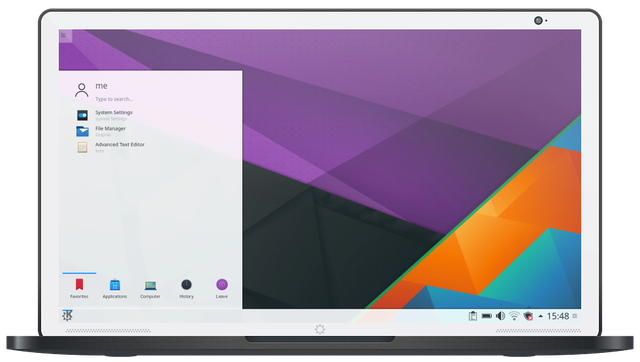 me
Type to search...
System Settings
System Settings
File Manager
Dolphin
Advanced Text Editor
Kate
Favorites
Applications
Computer
History
Leave
15:48